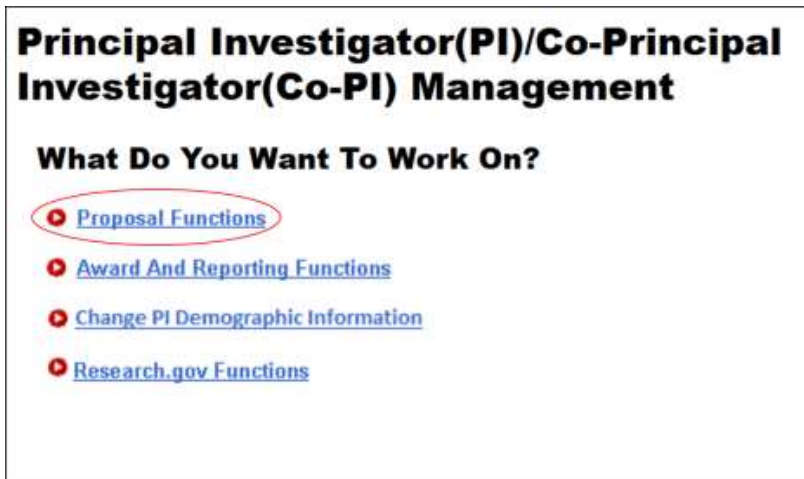 Principal Investigator(PI)/Co-Principal
Investigator(Co-PI) Management
What Do You Want To Work On?
Proposal Functions
Award And Reporting Functions
Change PI Demographic Information
Research.gov Functions